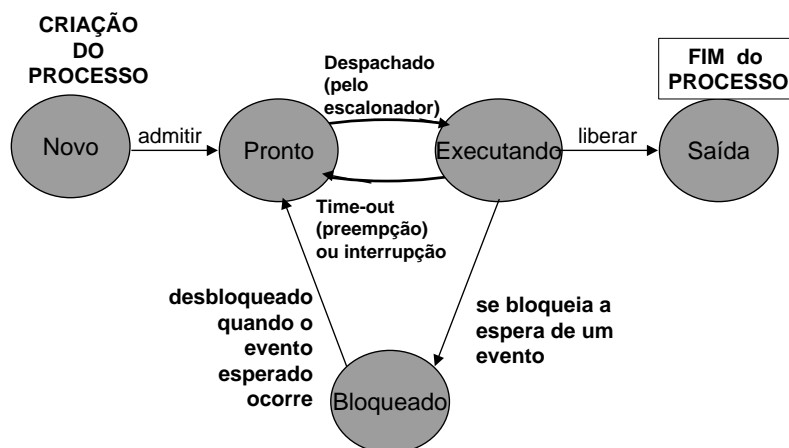 CRIAÇÃO
DO
PROCESSO
Despachado
(pelo
escalonador)
FIM do
PROCESSO
Novo
admitir
Pronto
Executando
liberar
Saída
Time-out
(preempção)
ou interrupção
desbloqueado
quando o
evento
esperado
ocorre
se bloqueia a
espera de um
evento
Bloqueado